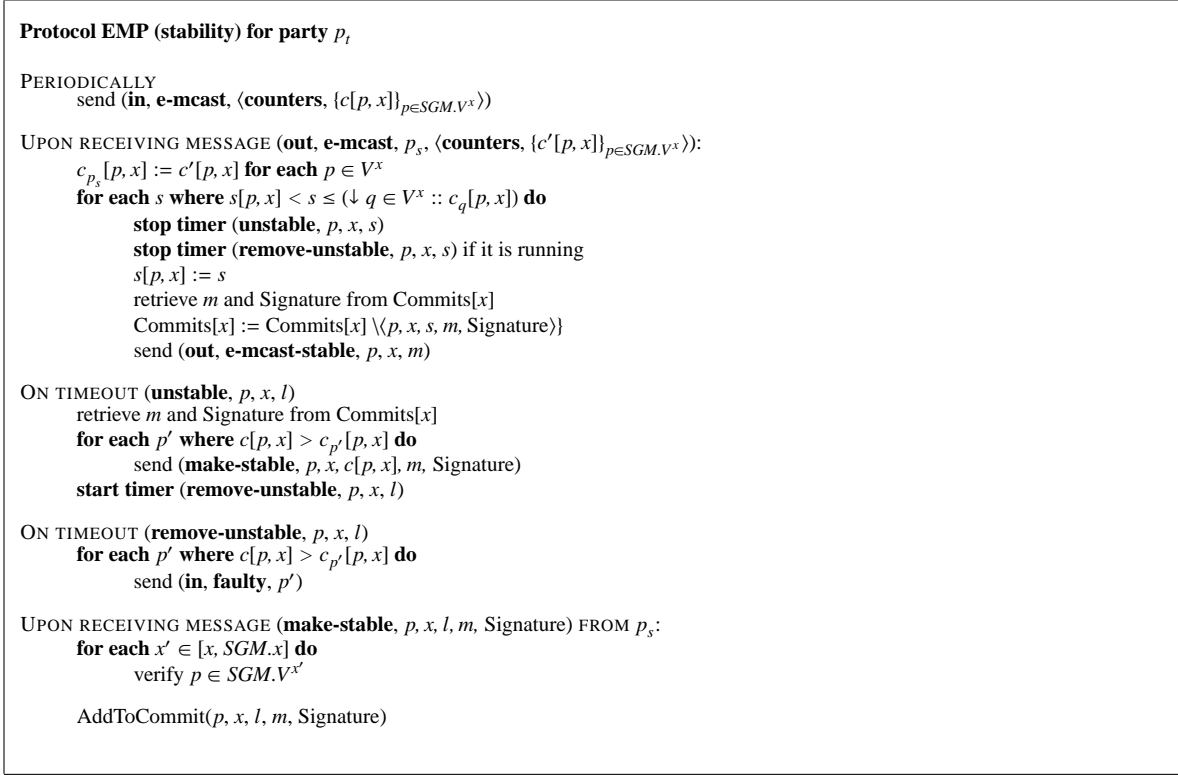 Protocol EMP (stability) for party p_t
PERIODICALLY
send (in, e-mcast, ⟨counters, {c[p, x]}_{p∈SGM.V^x}⟩)
UPON RECEIVING MESSAGE (out, e-mcast, p_s, ⟨counters, {c′[p, x]}_{p∈SGM.V^x}⟩):
c_{p_s}[p, x] := c′[p, x] for each p ∈ V^x
for each s where s[p, x] < s ≤ (↓ q ∈ V^x :: c_q[p, x]) do
stop timer (unstable, p, x, s)
stop timer (remove-unstable, p, x, s) if it is running
s[p, x] := s
retrieve m and Signature from Commits[x]
Commits[x] := Commits[x] \⟨p, x, s, m, Signature⟩}
send (out, e-mcast-stable, p, x, m)
ON TIMEOUT (unstable, p, x, l)
retrieve m and Signature from Commits[x]
for each p′ where c[p, x] > c_{p′}[p, x] do
send (make-stable, p, x, c[p, x], m, Signature)
start timer (remove-unstable, p, x, l)
ON TIMEOUT (remove-unstable, p, x, l)
for each p′ where c[p, x] > c_{p′}[p, x] do
send (in, faulty, p′)
UPON RECEIVING MESSAGE (make-stable, p, x, l, m, Signature) FROM p_s:
for each x′ ∈ [x, SGM.x] do
verify p ∈ SGM.V^{x′}
AddToCommit(p, x, l, m, Signature)